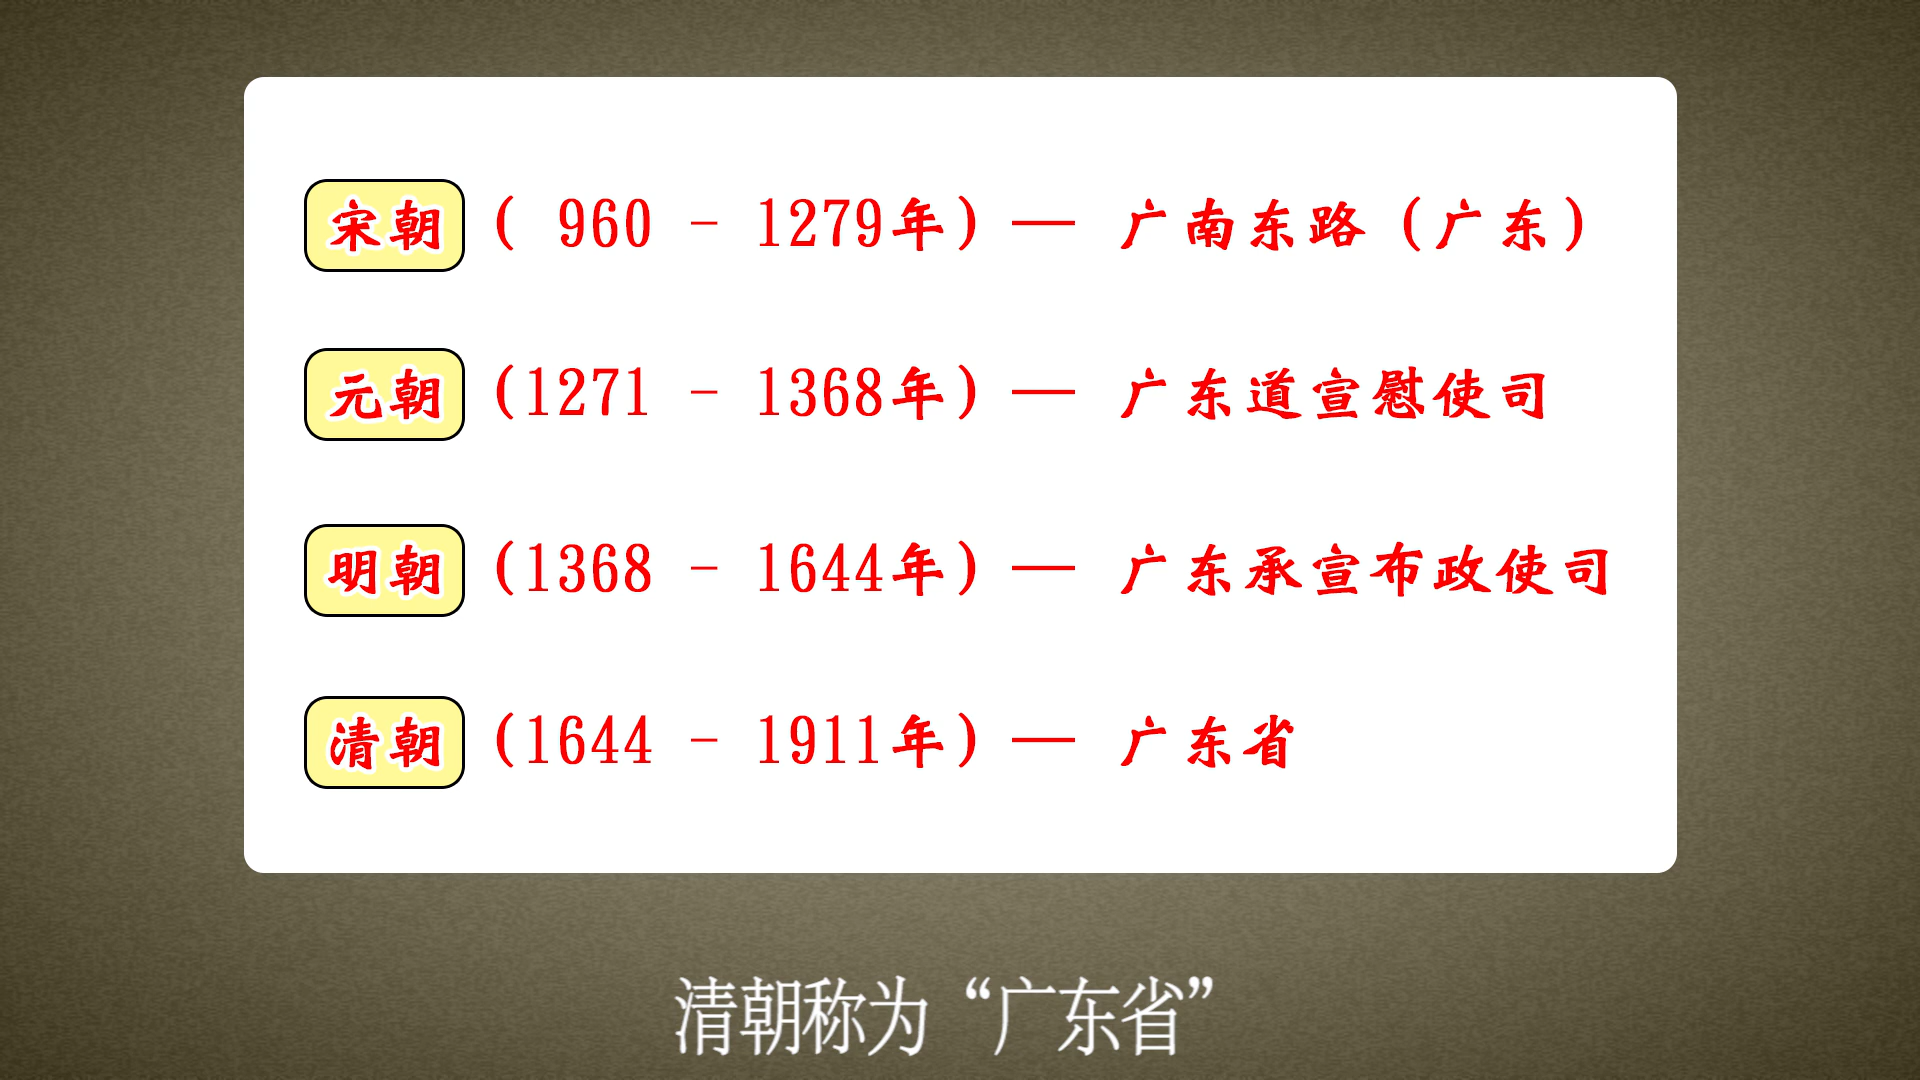 宋朝 ( 960 - 1279年) — 广南东路 (广东)
元朝 (1271 - 1368年) — 广东道宣慰使司
明朝 (1368 - 1644年) — 广东承宣布政使司
清朝 (1644 - 1911年) — 广东省
清朝称为“广东省”